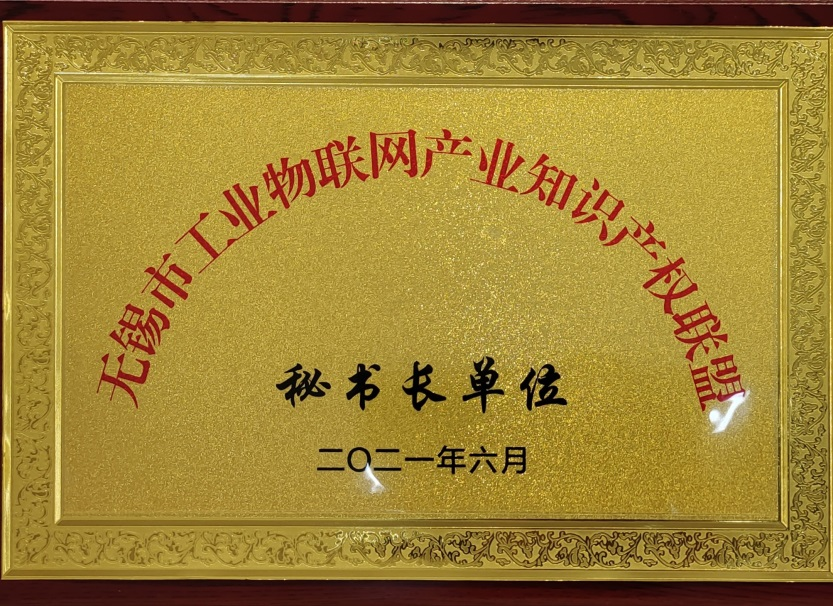 无锡市工业物联网产业知识产权联盟
秘书长单位
二〇二一年六月